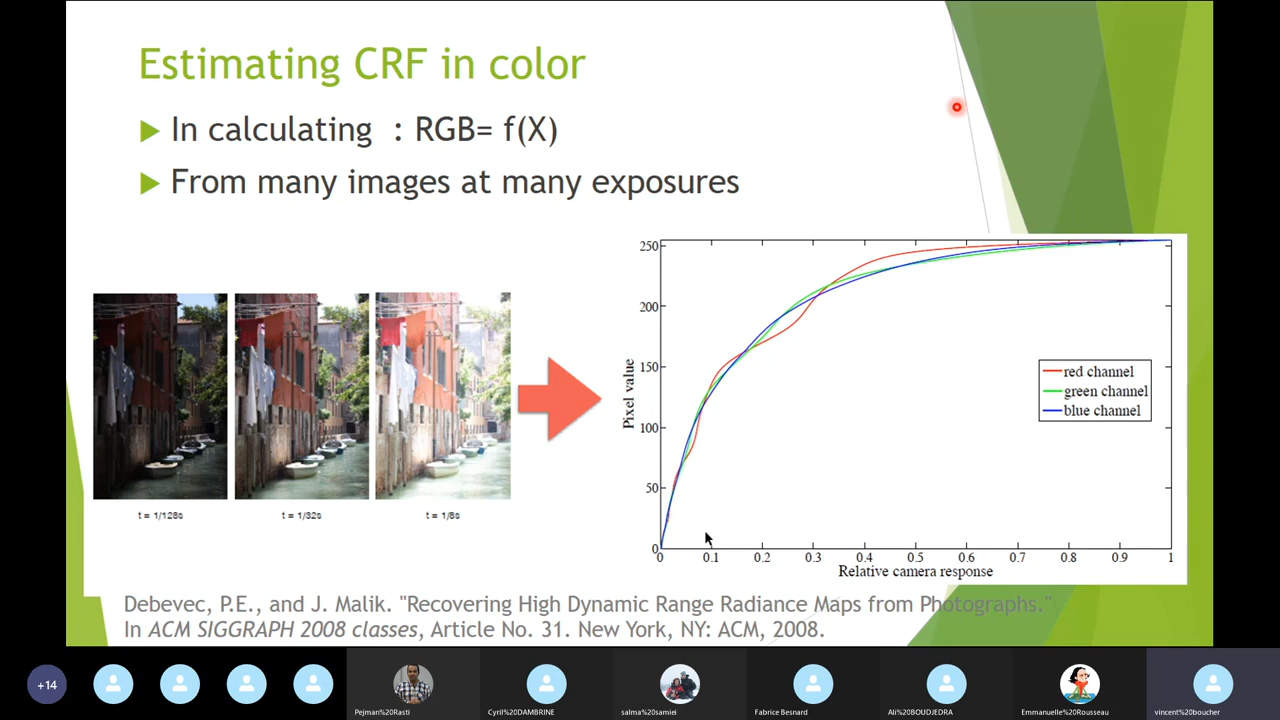 Estimating CRF in color
In calculating : RGB= f(X)
From many images at many exposures
t = 1/128s
t = 1/32s
t = 1/8s
Pixel value
250
200
150
100
50
0
0 0.1 0.2 0.3 0.4 0.5 0.6 0.7 0.8 0.9 1
Relative camera response
red channel
green channel
blue channel
Debevec, P.E., and J. Malik. "Recovering High Dynamic Range Radiance Maps from Photographs."
In ACM SIGGRAPH 2008 classes, Article No. 31. New York, NY: ACM, 2008.
+14
Pejman%20Rasti
Cyril%20DAMBRINE
salma%20samiei
Fabrice Besnard
Ali%20BOUDJEDRA
Emmanuelle%20Rousseau
vincent%20boucher